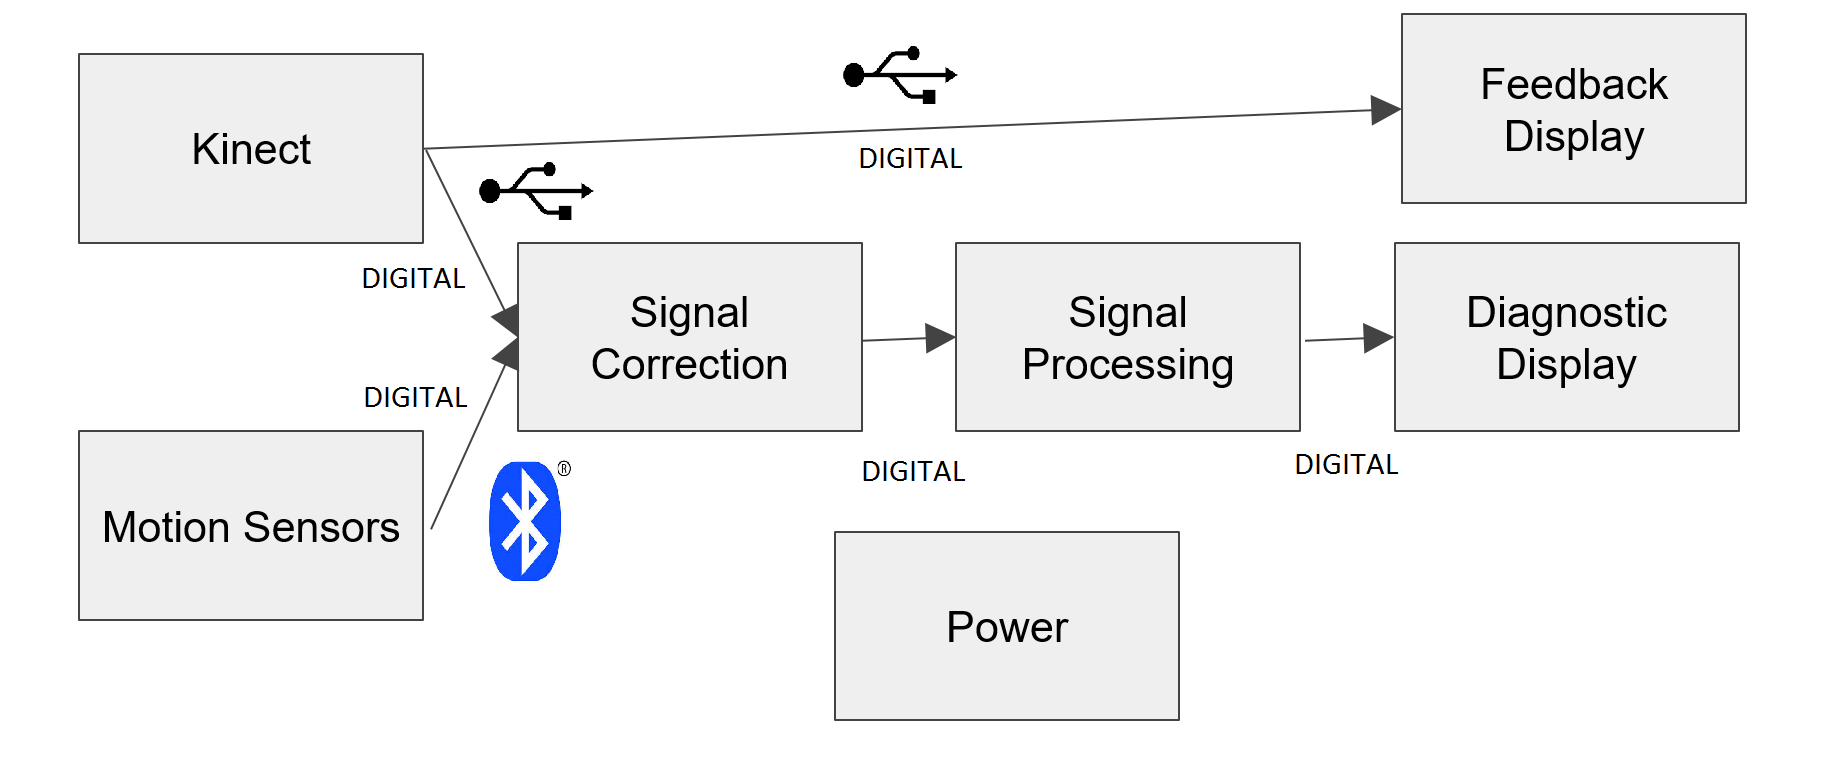 Kinect
DIGITAL
Feedback
Display
DIGITAL
Signal
Correction
Signal
Processing
Diagnostic
Display
DIGITAL
Motion Sensors
®
DIGITAL
DIGITAL
Power